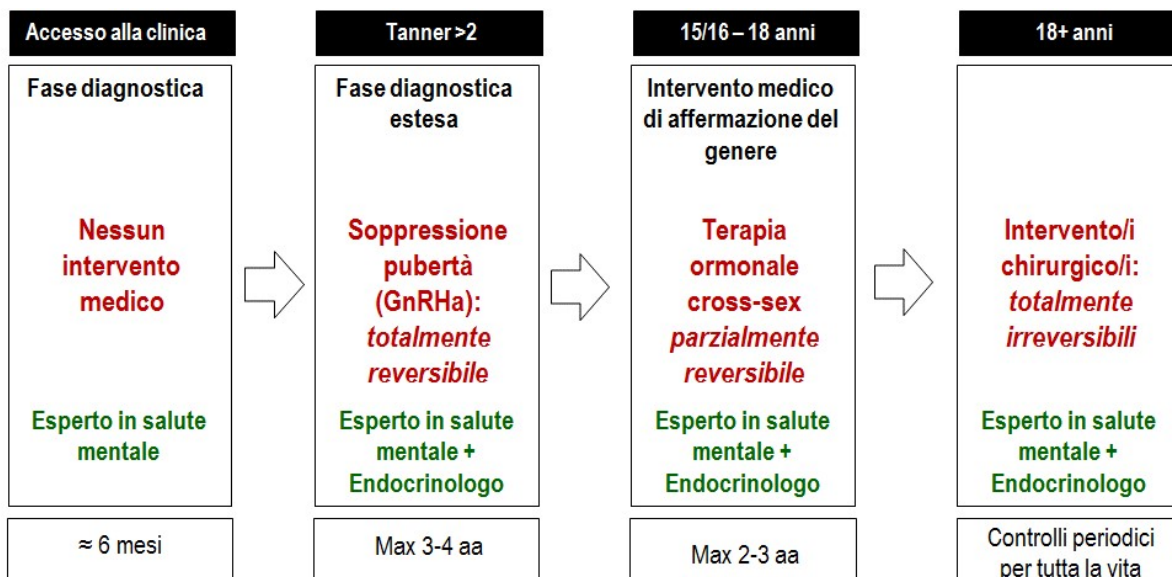 Accesso alla clinica
Fase diagnostica
Nessun
intervento
medico
Esperto in salute
mentale
≈ 6 mesi
Tanner >2
Fase diagnostica
estesa
Soppressione
pubertà
(GnRHa):
totalmente
reversibile
Esperto in salute
mentale +
Endocrinologo
Max 3-4 aa
15/16 – 18 anni
Intervento medico
di affermazione del
genere
Terapia
ormonale
cross-sex
parzialmente
reversibile
Esperto in salute
mentale +
Endocrinologo
Max 2-3 aa
18+ anni
Intervento/i
chirurgico/i:
totalmente
irreversibili
Esperto in salute
mentale +
Endocrinologo
Controlli periodici
per tutta la vita